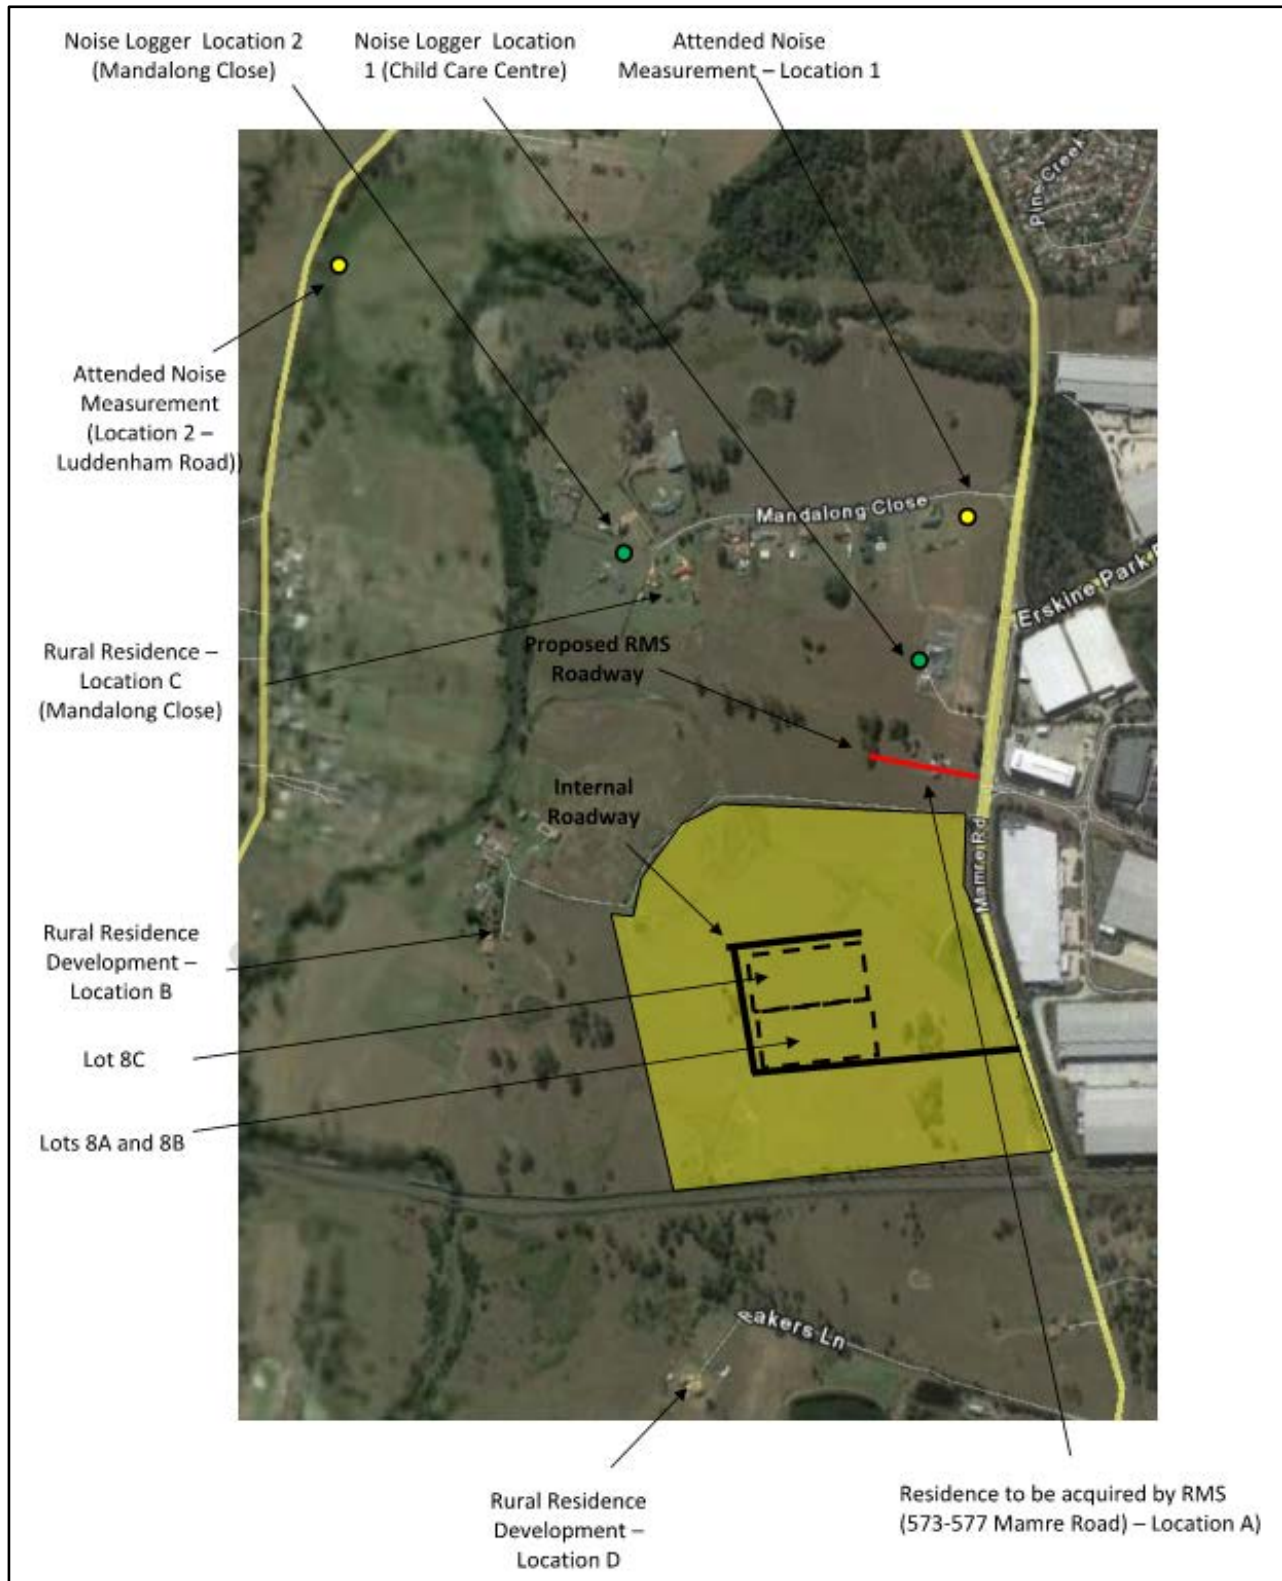 Noise Logger Location 2
(Mandalong Close)
Noise Logger Location
1 (Child Care Centre)
Attended Noise
Measurement – Location 1
Pine Creek
Attended Noise
Measurement
(Location 2 –
Luddenham Road))
Mandalong Close
Erskine Park
Rural Residence –
Location C
(Mandalong Close)
Proposed RMS
Roadway
Internal
Roadway
Mamre Rd
Rural Residence
Development –
Location B
Lot 8C
Lots 8A and 8B
akers Ln
Rural Residence
Development –
Location D
Residence to be acquired by RMS
(573-577 Mamre Road) – Location A)